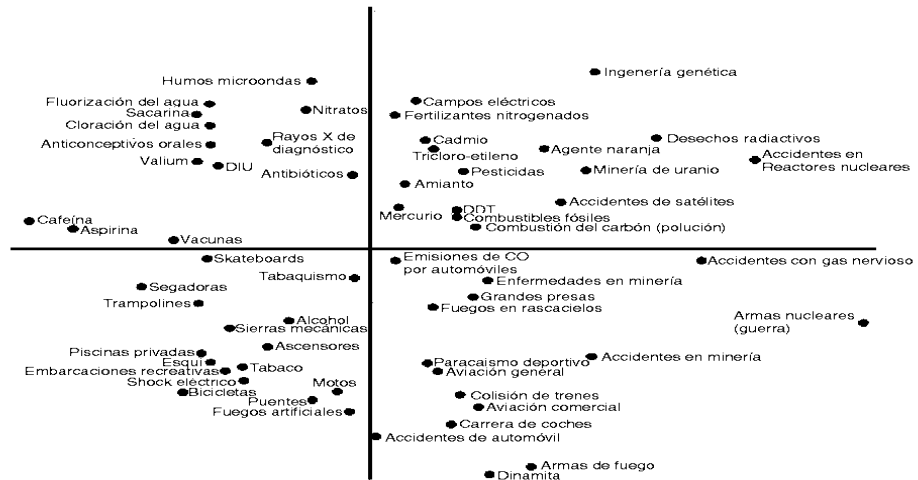 Humos microondas
Ingenería genética
Fluorización del agua
Sacarina
Nitratos
Campos eléctricos
Fertilizantes nitrogenados
Cloración del agua
Anticonceptivos orales
Rayos X de
diagnóstico
Cadmio
Tricloro-etileno
Agente naranja
Desechos radiactivos
Accidentes en
Reactores nucleares
Valium
DIU
Antibióticos
Pesticidas
Minería de uranio
Amianto
Mercurio
DDT
Accidentes de satélites
Combustibles fósiles
Combustión del carbón (polución)
Cafeína
Aspirina
Vacunas
Skateboards
Tabaquismo
Emisiones de CO
por automóviles
Accidentes con gas nervioso
Segadoras
Trampolines
Enfermedades en minería
Grandes presas
Fuegos en rascacielos
Armas nucleares
(guerra)
Alcohol
Sierras mecánicas
Ascensores
Piscinas privadas
Esquí
Tabaco
Embarcaciones recreativas
Paracaismo deportivo
Aviación general
Accidentes en minería
Shock eléctrico
Bicicletas
Motos
Puentes
Fuegos artificiales
Colisión de trenes
Aviación comercial
Carrera de coches
Accidentes de automóvil
Armas de fuego
Dinamita